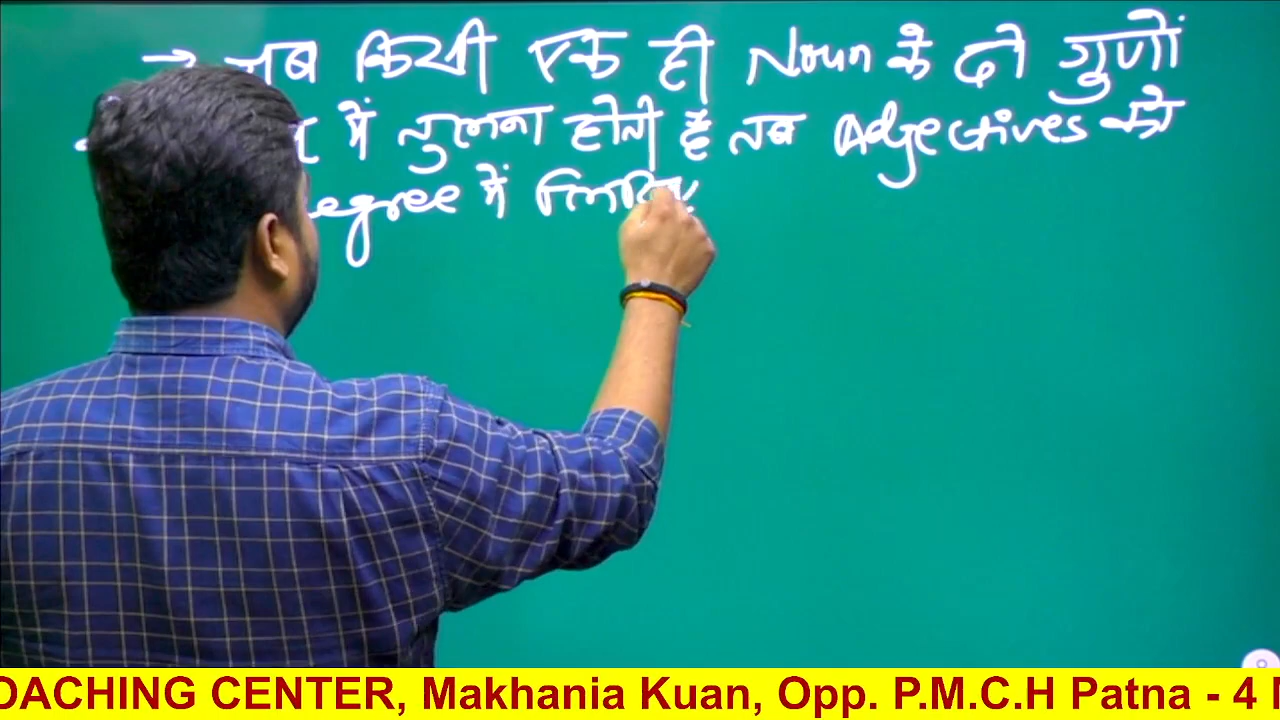 → जब किसी एक ही Noun के दो गुणों
में तुलना होती है तब Adjectives को
egree में
OACHING CENTER, Makhania Kuan, Opp. P.M.C.H Patna - 4